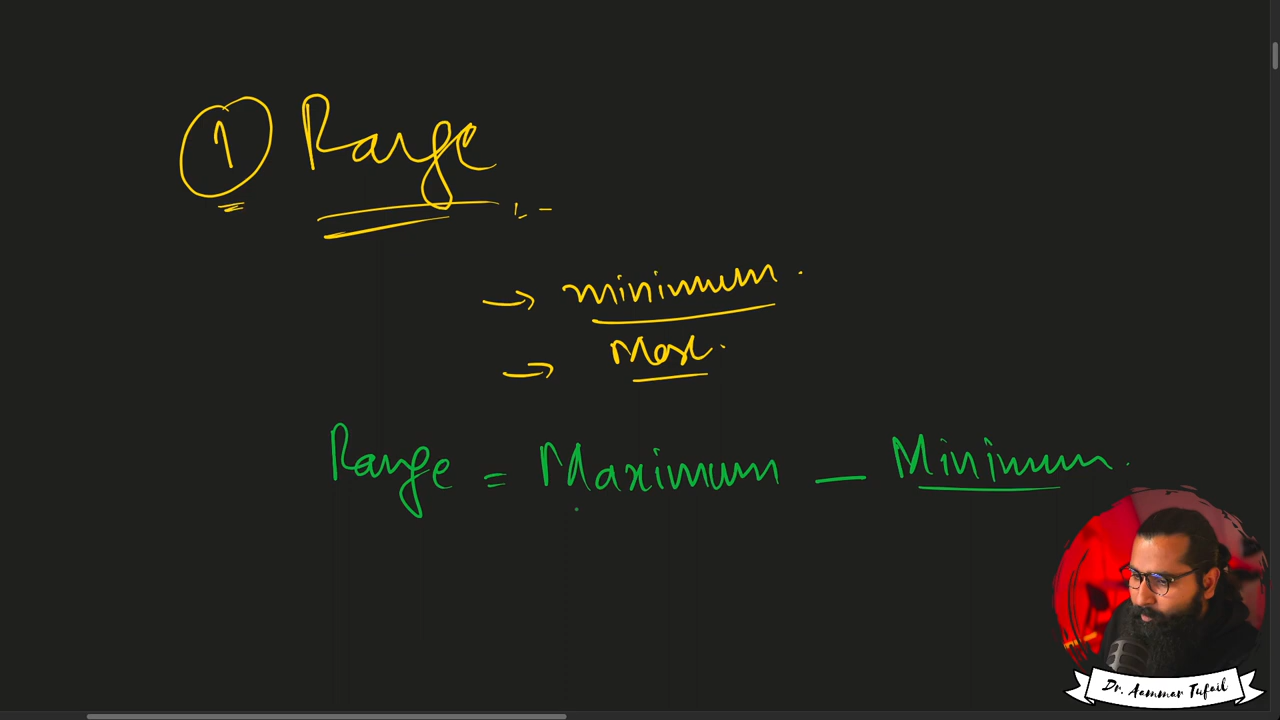 1 Range :-
→ minimum.
→ Max.
Range = Maximum — Minimum.
Dr. Aammar Tufail